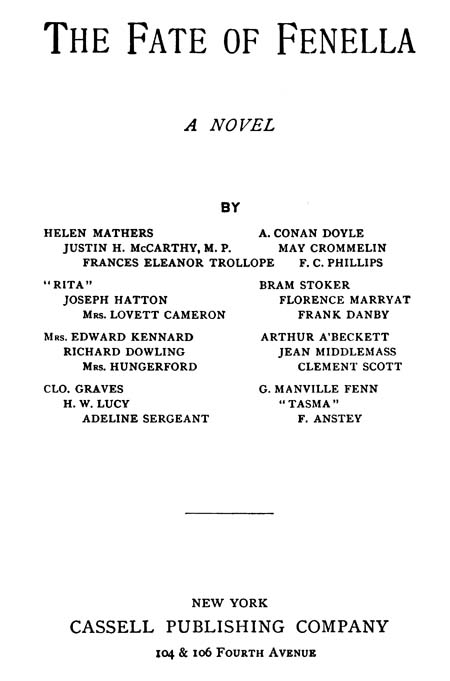 THE FATE OF FENELLA
A NOVEL
BY
HELEN MATHERS
JUSTIN H. McCARTHY, M. P.
FRANCES ELEANOR TROLLOPE
A. CONAN DOYLE
MAY CROMMELIN
F. C. PHILLIPS
"RITA"
JOSEPH HATTON
MRS. LOVETT CAMERON
BRAM STOKER
FLORENCE MARRYAT
FRANK DANBY
MRS. EDWARD KENNARD
RICHARD DOWLING
MRS. HUNGERFORD
ARTHUR A'BECKETT
JEAN MIDDLEMASS
CLEMENT SCOTT
CLO. GRAVES
H. W. LUCY
ADELINE SERGEANT
G. MANVILLE FENN
"TASMA"
F. ANSTEY
NEW YORK
CASSELL PUBLISHING COMPANY
104 & 106 FOURTH AVENUE